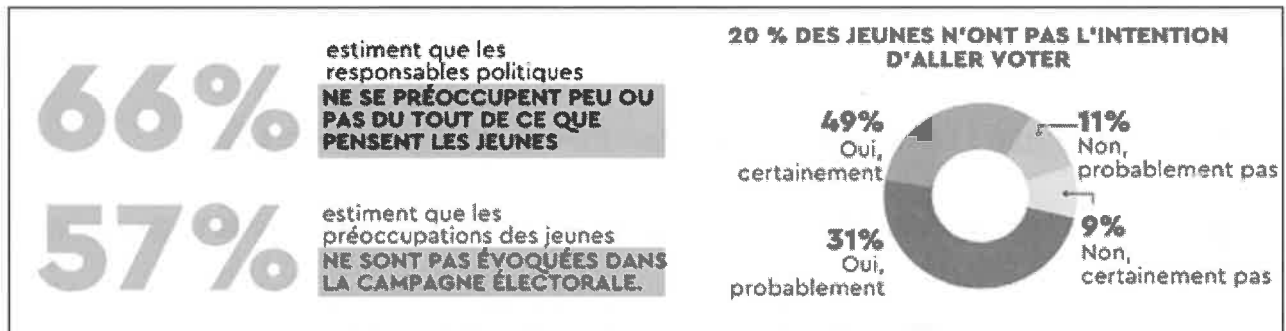 66%
estiment que les
responsables politiques
NE SE PRÉOCCUPENT PEU OU
PAS DU TOUT DE CE QUE
PENSENT LES JEUNES
57%
estiment que les
préoccupations des jeunes
NE SONT PAS ÉVOQUÉES DANS
LA CAMPAGNE ÉLECTORALE.
20 % DES JEUNES N'ONT PAS L'INTENTION
D'ALLER VOTER
49%
Oui,
certainement
31%
Oui,
probablement
11%
Non,
probablement pas
9%
Non,
certainement pas